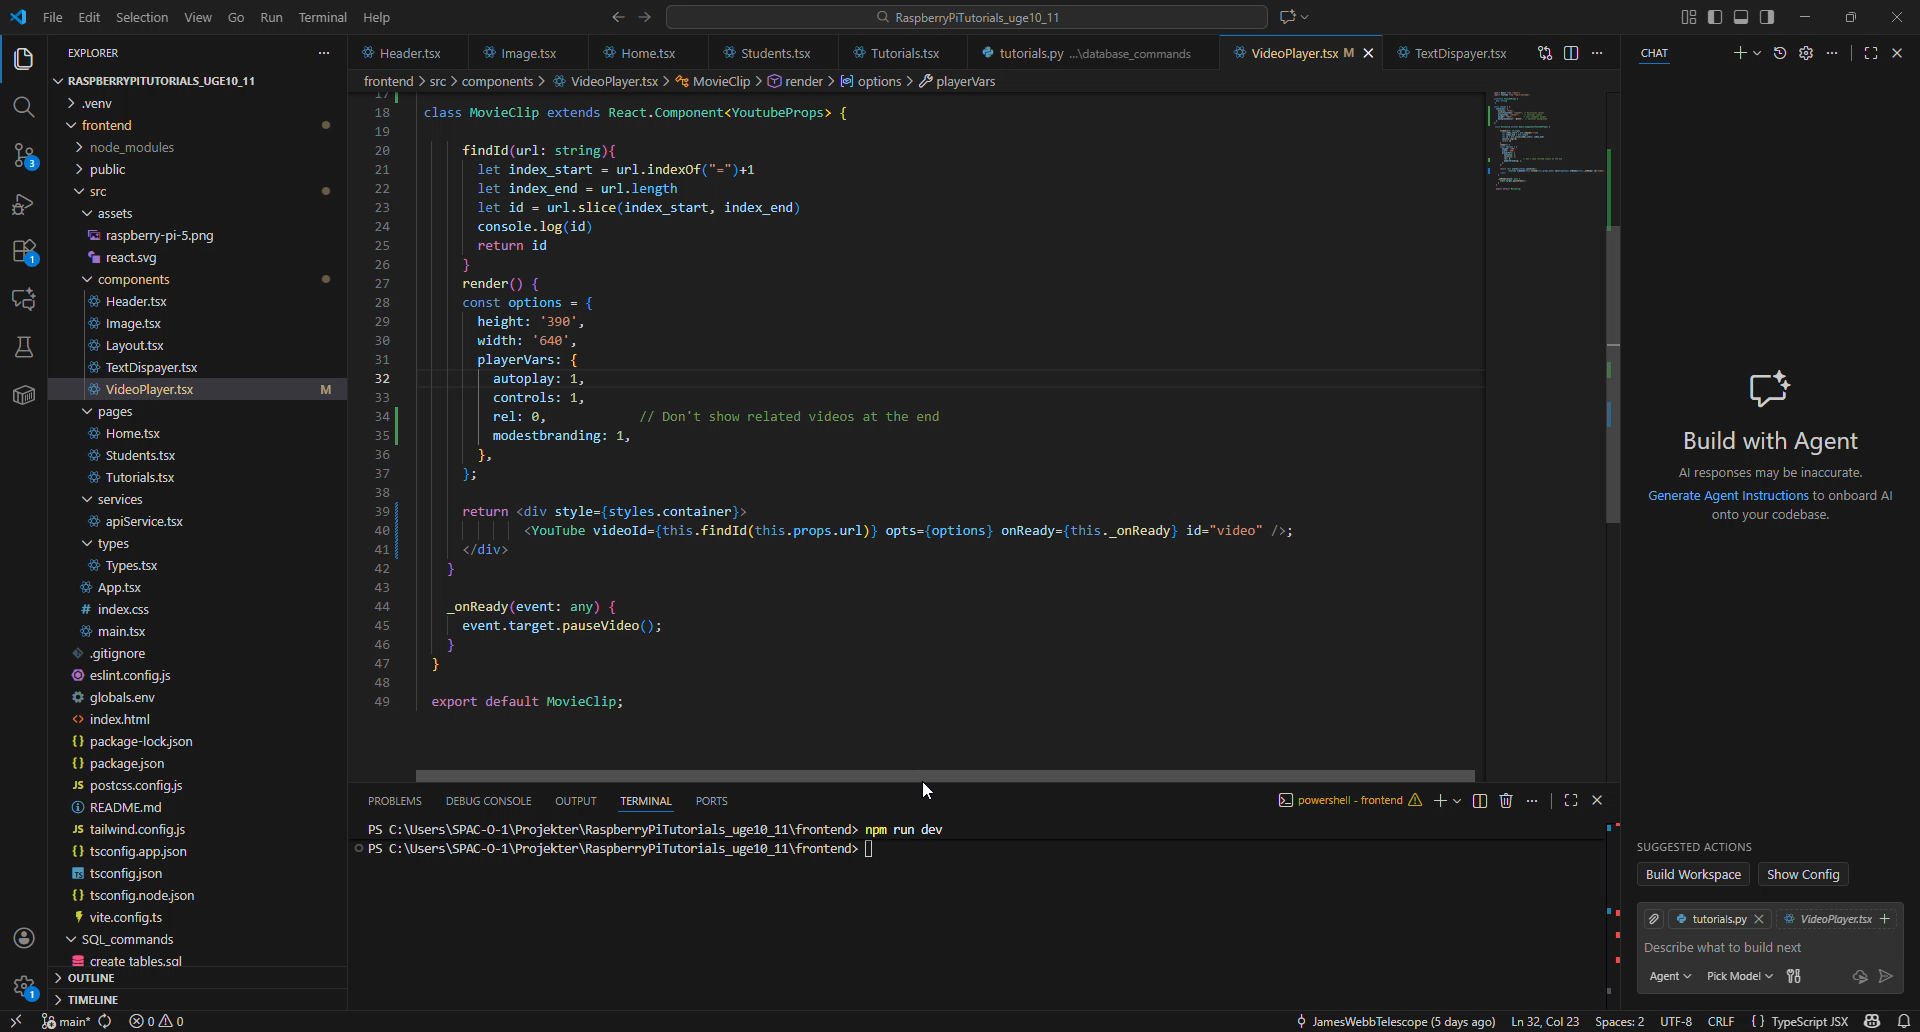 File Edit Selection View Go Run Terminal Help
RaspberryPiTutorials_uge10_11
EXPLORER
RASPBERRYPITUTORIALS_UGE10_11
.venv
frontend
node_modules
public
src
assets
raspberry-pi-5.png
react.svg
components
Header.tsx
Image.tsx
Layout.tsx
TextDispayer.tsx
VideoPlayer.tsx M
pages
Home.tsx
Students.tsx
Tutorials.tsx
services
apiService.tsx
types
Types.tsx
App.tsx
# index.css
main.tsx
.gitignore
eslint.config.js
globals.env
<> index.html
{} package-lock.json
{} package.json
JS postcss.config.js
README.md
JS tailwind.config.js
{} tsconfig.app.json
TS tsconfig.json
{} tsconfig.node.json
vite.config.ts
SQL_commands
create tables.sql
OUTLINE
TIMELINE
3
1
1
Header.tsx Image.tsx Home.tsx Students.tsx Tutorials.tsx tutorials.py ...\database_commands VideoPlayer.tsx M TextDispayer.tsx
frontend > src > components > VideoPlayer.tsx > MovieClip > render > options > playerVars
17
18 class MovieClip extends React.Component<YoutubeProps> {
19
20 findId(url: string){
21 let index_start = url.indexOf("=")+1
22 let index_end = url.length
23 let id = url.slice(index_start, index_end)
24 console.log(id)
25 return id
26 }
27 render() {
28 const options = {
29 height: '390',
30 width: '640',
31 playerVars: {
32 autoplay: 1,
33 controls: 1,
34 rel: 0, // Don't show related videos at the end
35 modestbranding: 1,
36 },
37 };
38
39 return <div style={styles.container}>
40 <YouTube videoId={this.findId(this.props.url)} opts={options} onReady={this._onReady} id="video" />;
41 </div>
42 }
43
44 _onReady(event: any) {
45 event.target.pauseVideo();
46 }
47 }
48
49 export default MovieClip;
PROBLEMS DEBUG CONSOLE OUTPUT TERMINAL PORTS
powershell - frontend
PS C:\Users\SPAC-O-1\Projekter\RaspberryPiTutorials_uge10_11\frontend> npm run dev
PS C:\Users\SPAC-O-1\Projekter\RaspberryPiTutorials_uge10_11\frontend>
CHAT
Build with Agent
AI responses may be inaccurate.
Generate Agent Instructions to onboard AI
onto your codebase.
SUGGESTED ACTIONS
Build Workspace Show Config
tutorials.py VideoPlayer.tsx
Describe what to build next
Agent Pick Model
main* 0 0 JamesWebbTelescope (5 days ago) Ln 32, Col 23 Spaces: 2 UTF-8 CRLF {} TypeScript JSX